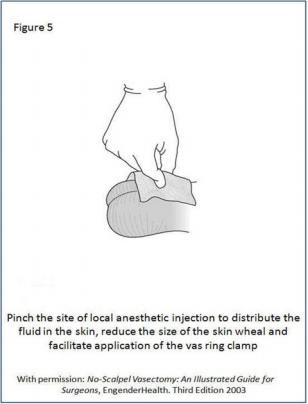 Figure 5
Pinch the site of local anesthetic injection to distribute the
fluid in the skin, reduce the size of the skin wheal and
facilitate application of the vas ring clamp
With permission: No-Scalpel Vasectomy: An Illustrated Guide for
Surgeons, EngenderHealth. Third Edition 2003